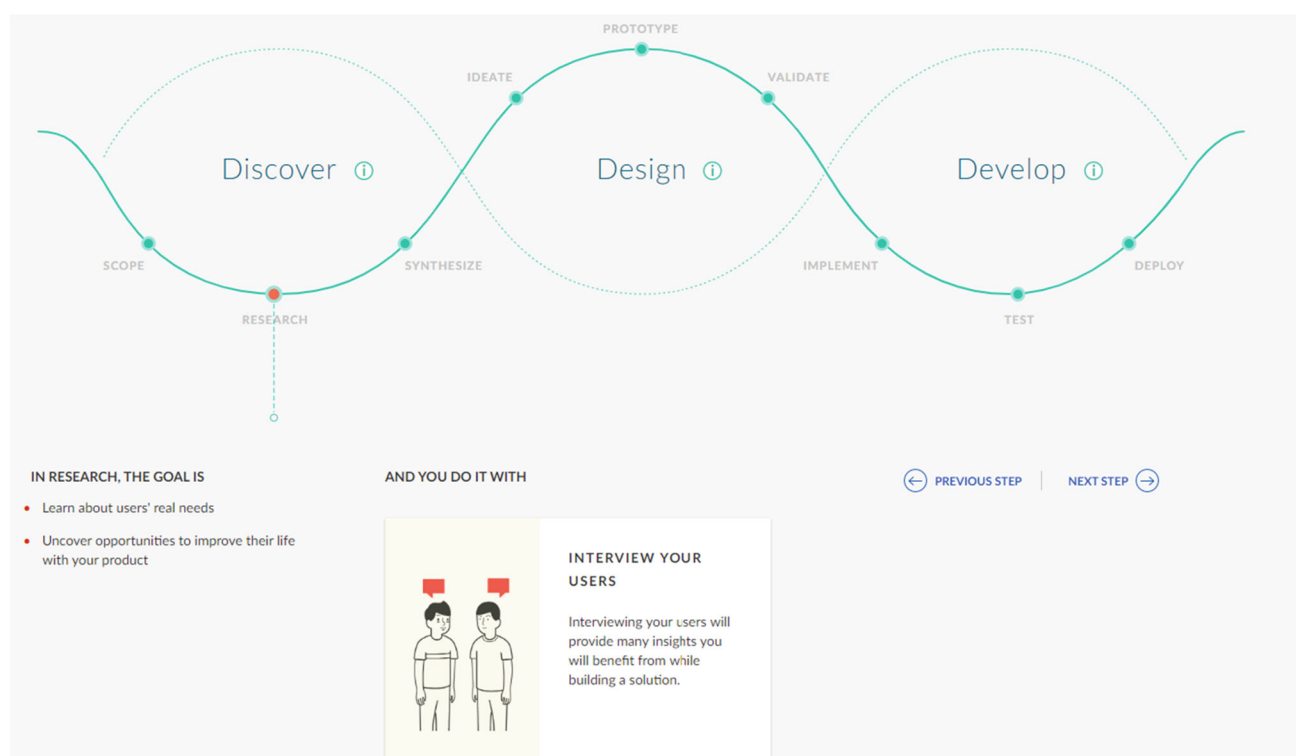 PROTOTYPE
IDEATE
VALIDATE
Discover
Design
Develop
SCOPE
SYNTHESIZE
IMPLEMENT
DEPLOY
RESEARCH
TEST
IN RESEARCH, THE GOAL IS
Learn about users' real needs
Uncover opportunities to improve their life
with your product
AND YOU DO IT WITH
INTERVIEW YOUR
USERS
Interviewing your users will
provide many insights you
will benefit from while
building a solution.
PREVIOUS STEP
NEXT STEP